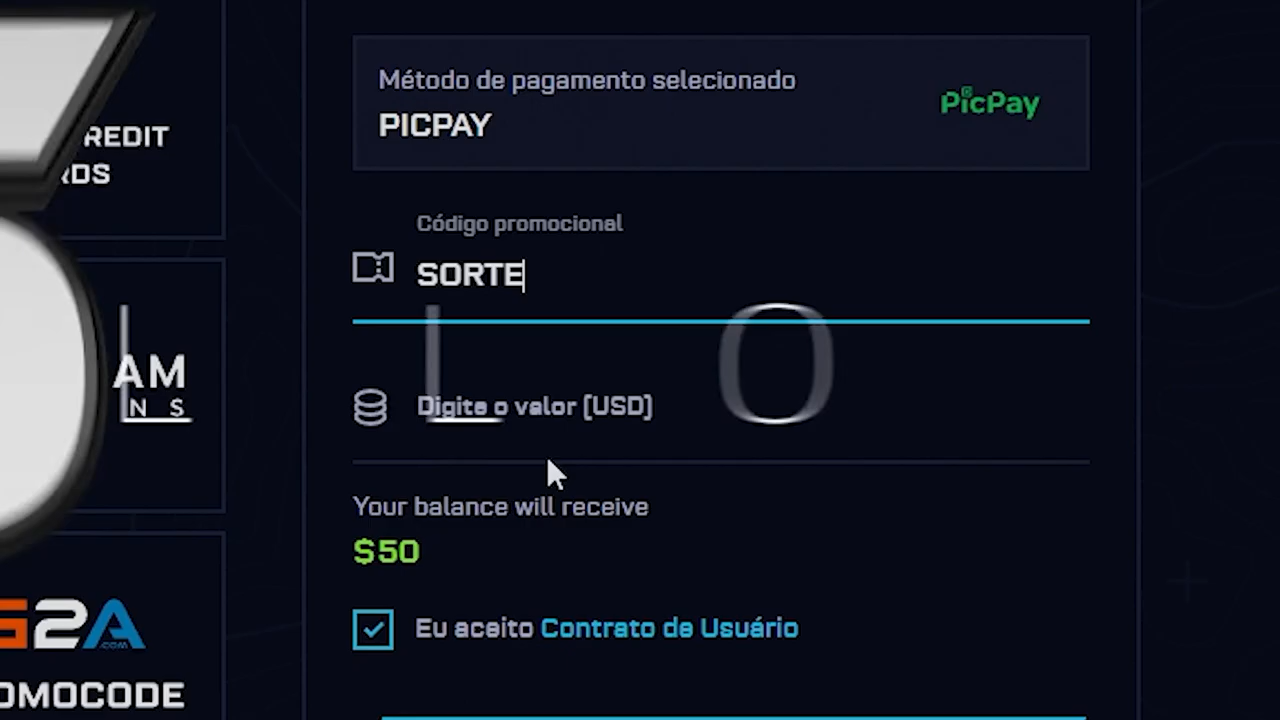 Método de pagamento selecionado
PICPAY
PicPay
REDIT
RDS
Código promocional
SORTE
L O
Digite o valor (USD)
AM
N S
Your balance will receive
$50
Eu aceito Contrato de Usuário
G2A
.COM
OMOCODE